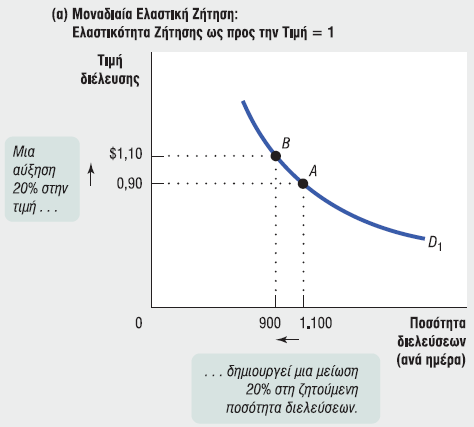 (α) Μοναδιαία Ελαστική Ζήτηση:
Ελαστικότητα Ζήτησης ως προς την Τιμή = 1
Τιμή
διέλευσης
Μια
αύξηση
20% στην
τιμή . . .
$1,10
0,90
B
A
D1
0
900
1.100
Ποσότητα
διελεύσεων
(ανά ημέρα)
. . . δημιουργεί μια μείωση
20% στη ζητούμενη
ποσότητα διελεύσεων.